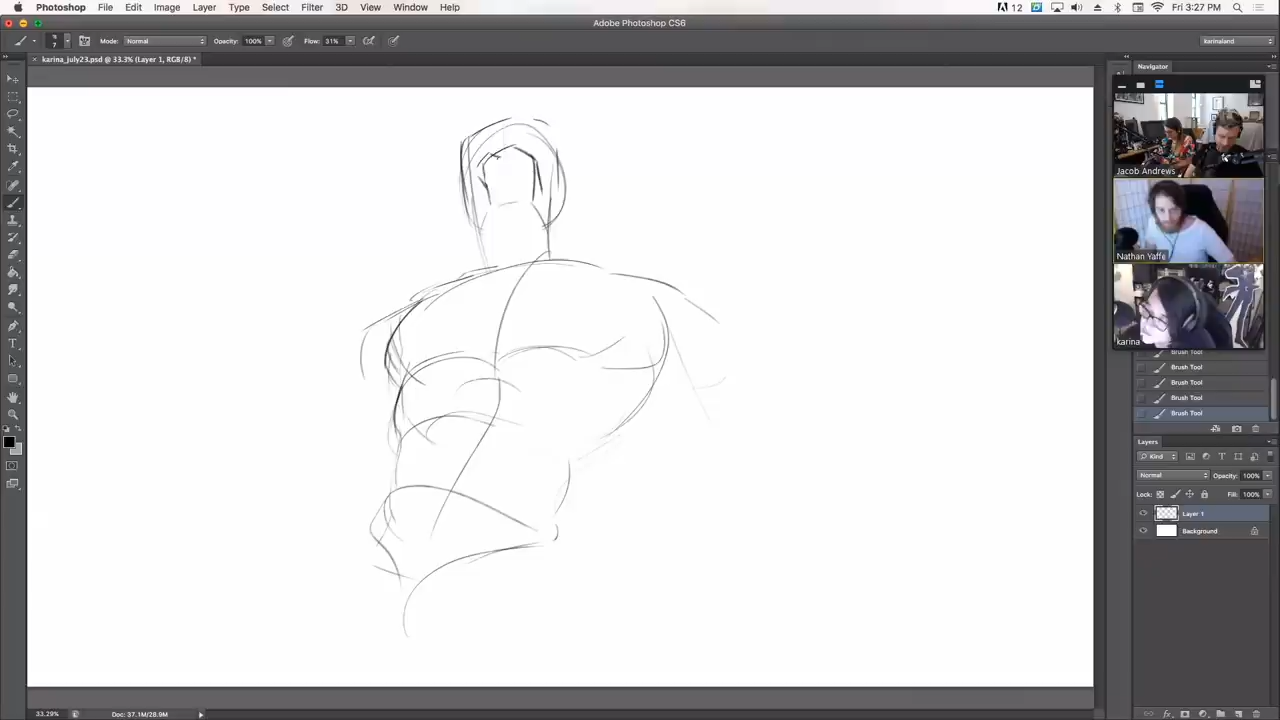 Photoshop File Edit Image Layer Type Select Filter 3D View Window Help 12 Fri 3:27 PM
Adobe Photoshop CS6
7 Mode: Normal Opacity: 100% Flow: 31% karinaland
karina_july23.psd @ 33.3% (Layer 1, RGB/8) *
Navigator
Jacob Andrews
Nathan Yaffe
karina
Brush Tool
Brush Tool
Brush Tool
Brush Tool
Brush Tool
Layers
Kind
Normal Opacity: 100%
Lock: Fill: 100%
Layer 1
Background
33.29% Doc: 37.1M/28.9M